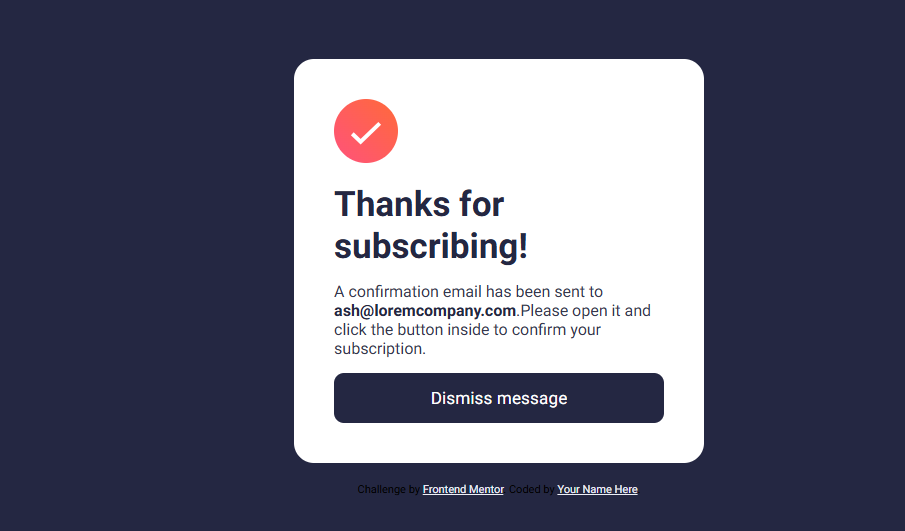 Thanks for
subscribing!
A confirmation email has been sent to
ash@loremcompany.com.Please open it and
click the button inside to confirm your
subscription.
Dismiss message
Challenge by Frontend Mentor. Coded by Your Name Here